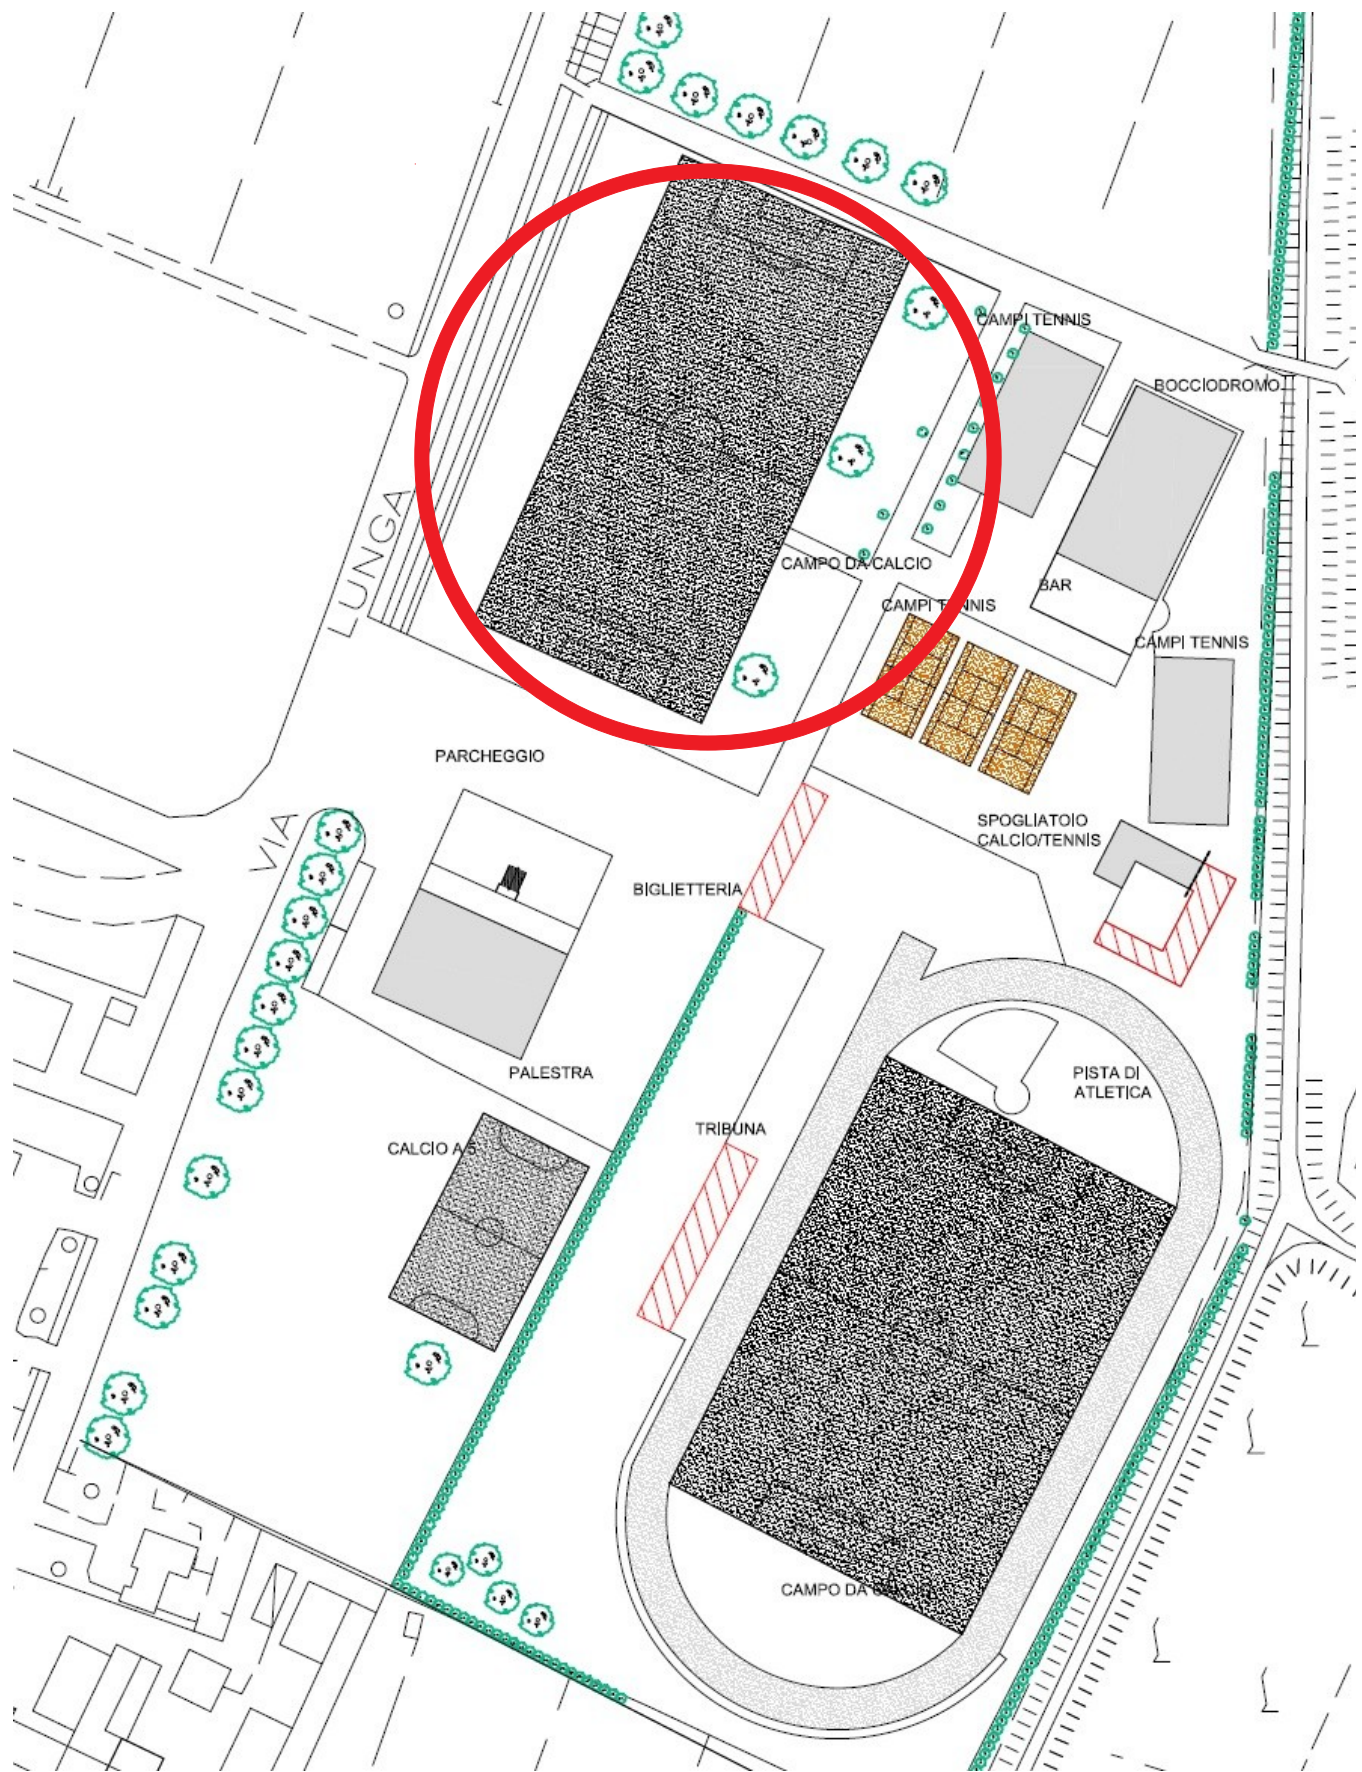 CAMPI TENNIS
BOCCIODROMO
LUNGA
CAMPO DA CALCIO
BAR
CAMPI TENNIS
CAMPI TENNIS
PARCHEGGIO
VIA
SPOGLIATOIO
CALCIO/TENNIS
BIGLIETTERIA
PALESTRA
PISTA DI
ATLETICA
TRIBUNA
CALCIO A 5
CAMPO DA